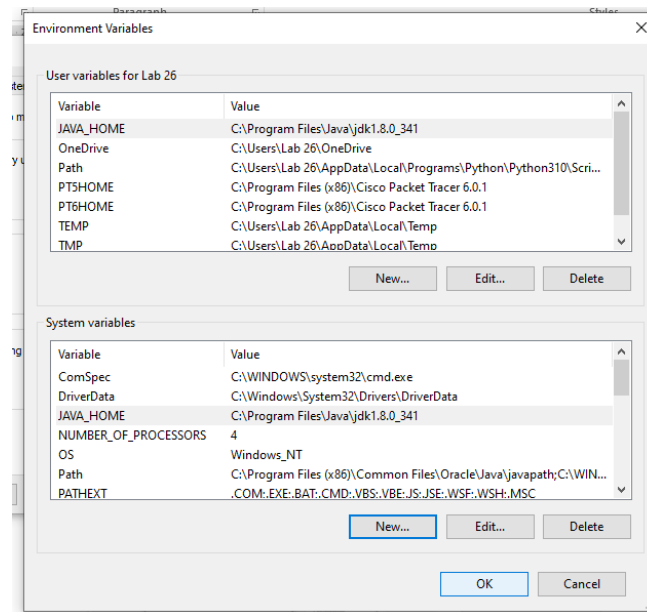 Paragraph
Styles
Environment Variables
User variables for Lab 26
Variable Value
JAVA_HOME C:\Program Files\Java\jdk1.8.0_341
OneDrive C:\Users\Lab 26\OneDrive
Path C:\Users\Lab 26\AppData\Local\Programs\Python\Python310\Scri...
PT5HOME C:\Program Files (x86)\Cisco Packet Tracer 6.0.1
PT6HOME C:\Program Files (x86)\Cisco Packet Tracer 6.0.1
TEMP C:\Users\Lab 26\AppData\Local\Temp
TMP C:\Users\Lab 26\AppData\Local\Temp
New... Edit... Delete
System variables
Variable Value
ComSpec C:\WINDOWS\system32\cmd.exe
DriverData C:\Windows\System32\Drivers\DriverData
JAVA_HOME C:\Program Files\Java\jdk1.8.0_341
NUMBER_OF_PROCESSORS 4
OS Windows_NT
Path C:\Program Files (x86)\Common Files\Oracle\Java\javapath;C:\WIN...
PATHEXT .COM;.EXE;.BAT;.CMD;.VBS;.VBE;.JS;.JSE;.WSF;.WSH;.MSC
New... Edit... Delete
OK Cancel